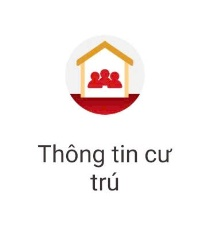 Thông tin cư
trú